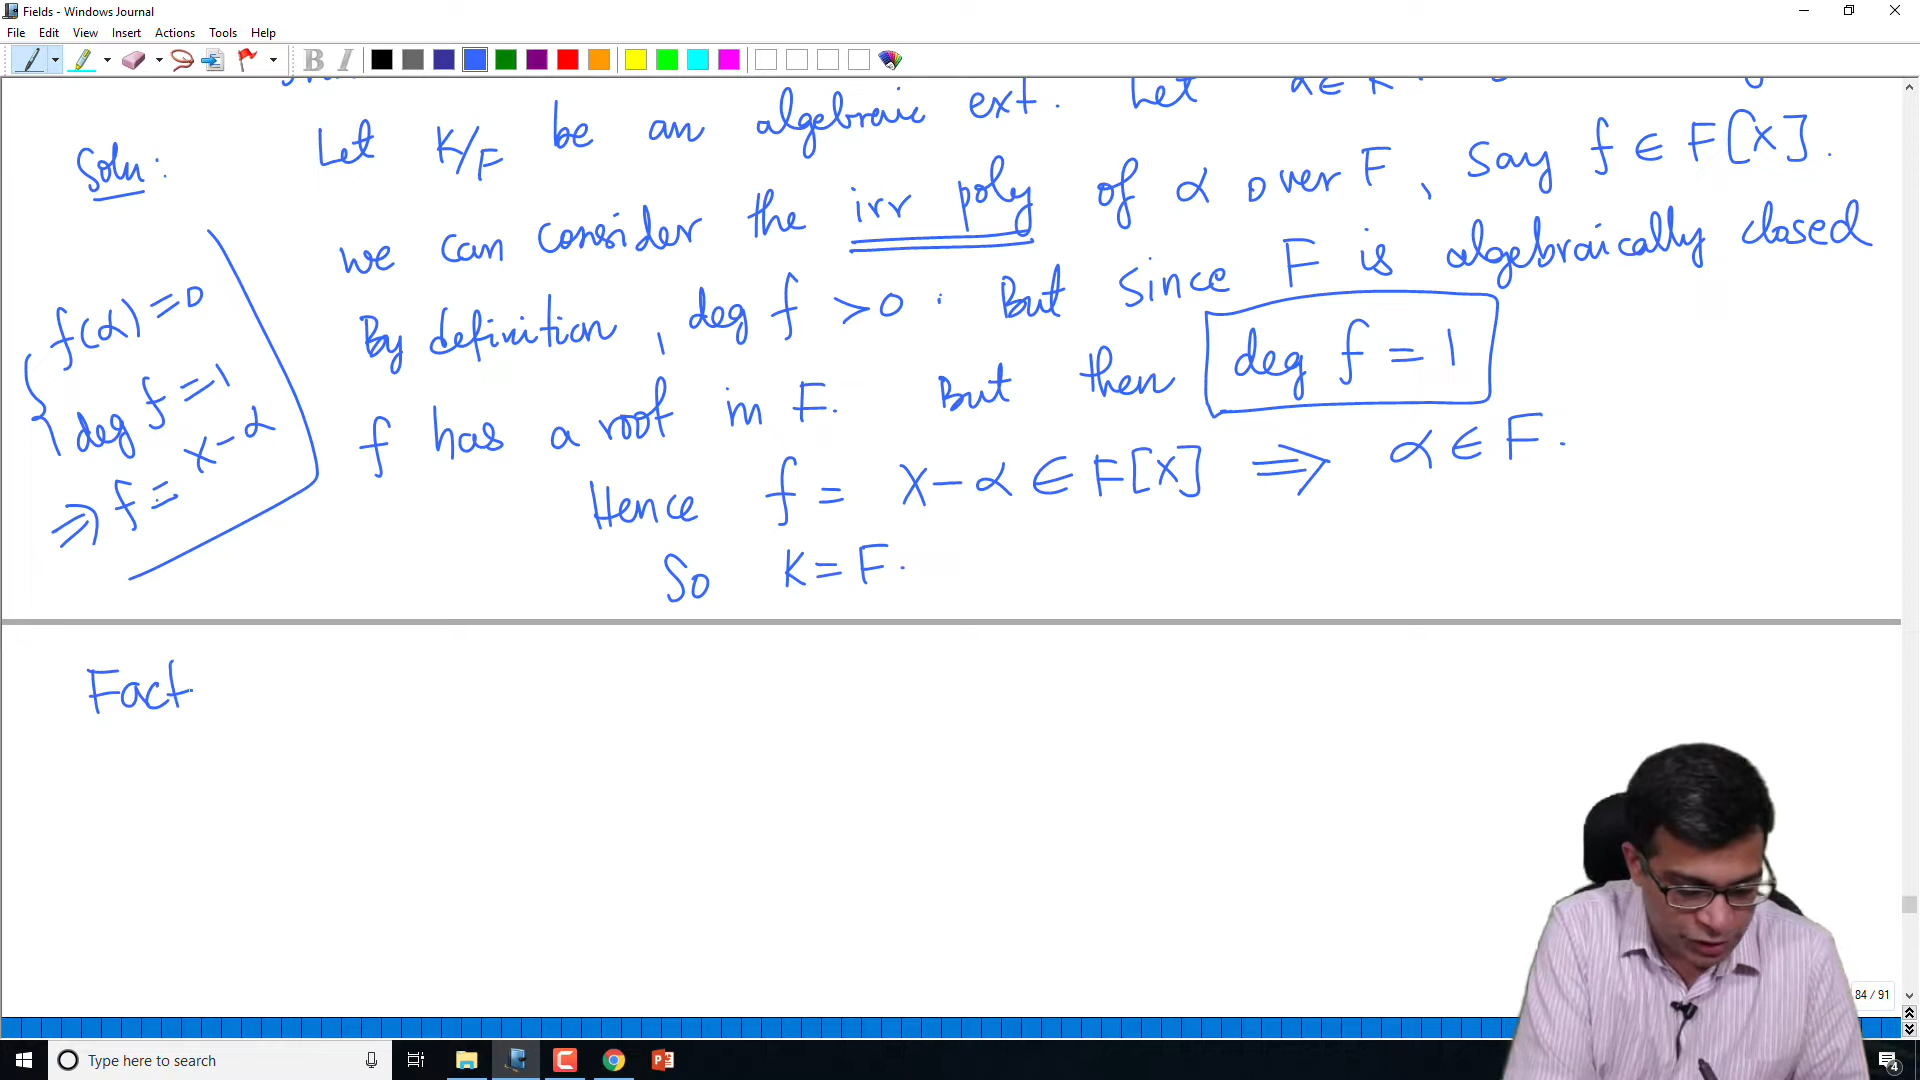 Fields - Windows Journal
File Edit View Insert Actions Tools Help
B I
Soln: Let K/F be an algebraic ext. Let α ∈ K.
we can consider the irr poly of α over F, say f ∈ F[X].
By definition, deg f > 0. But since F is algebraically closed
f has a root in F. But then deg f = 1
Hence f = X-α ∈ F[X] ⇒ α ∈ F.
So K = F.
f(α) = 0
deg f = 1
⇒ f = X-α
Fact
84 / 91
Type here to search
4